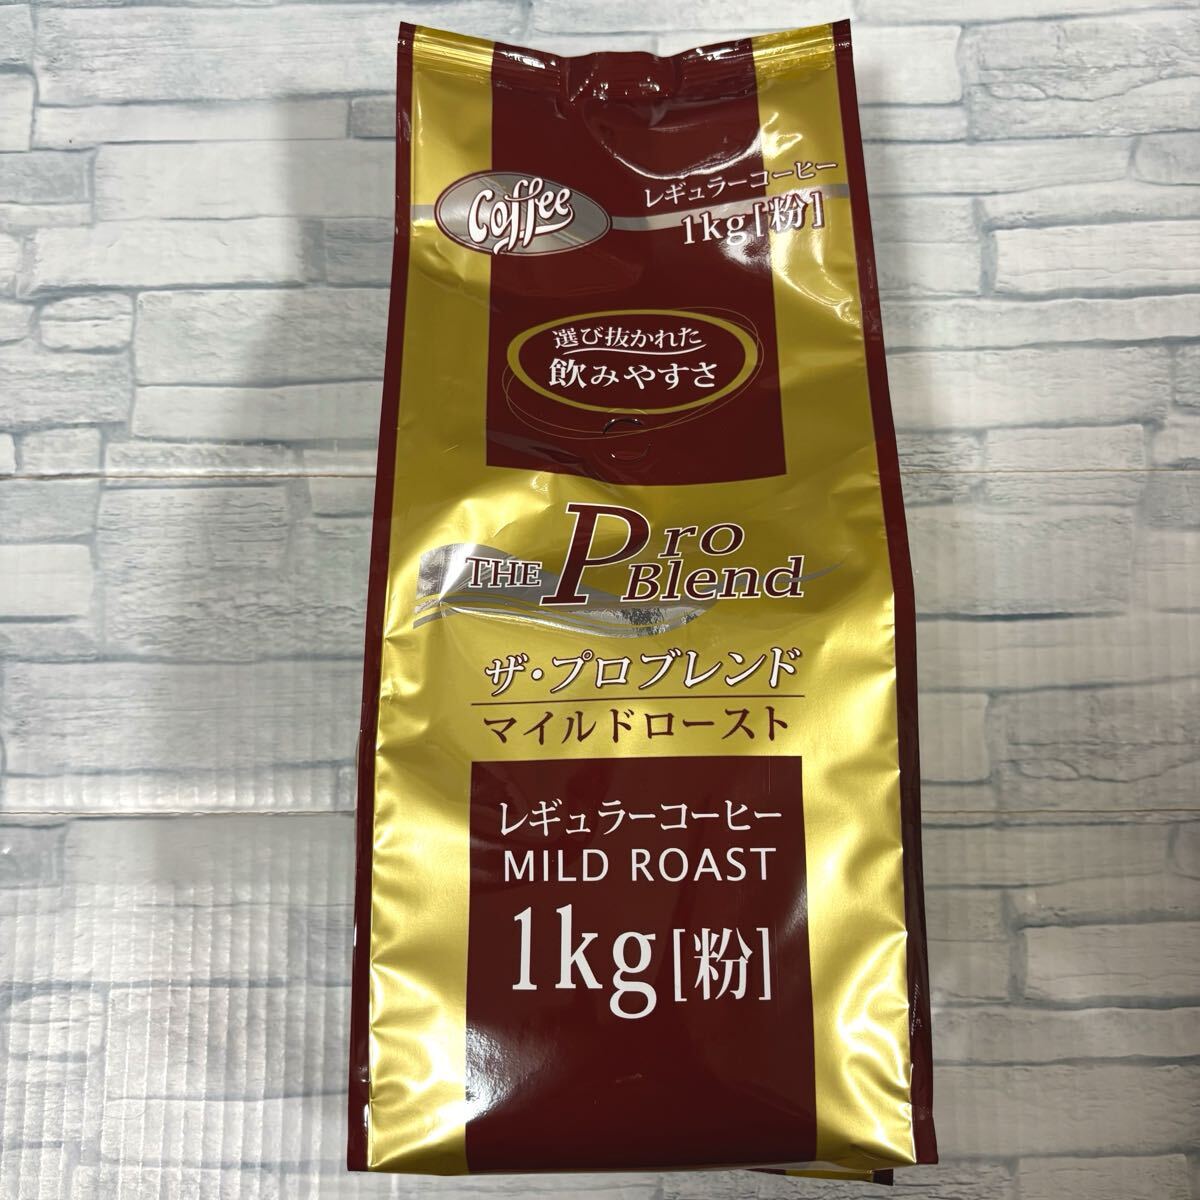 Coffee
レギュラーコーヒー
1kg[粉]
選び抜かれた
飲みやすさ
THE Pro Blend
ザ・プロブレンド
マイルドロースト
レギュラーコーヒー
MILD ROAST
1kg[粉]